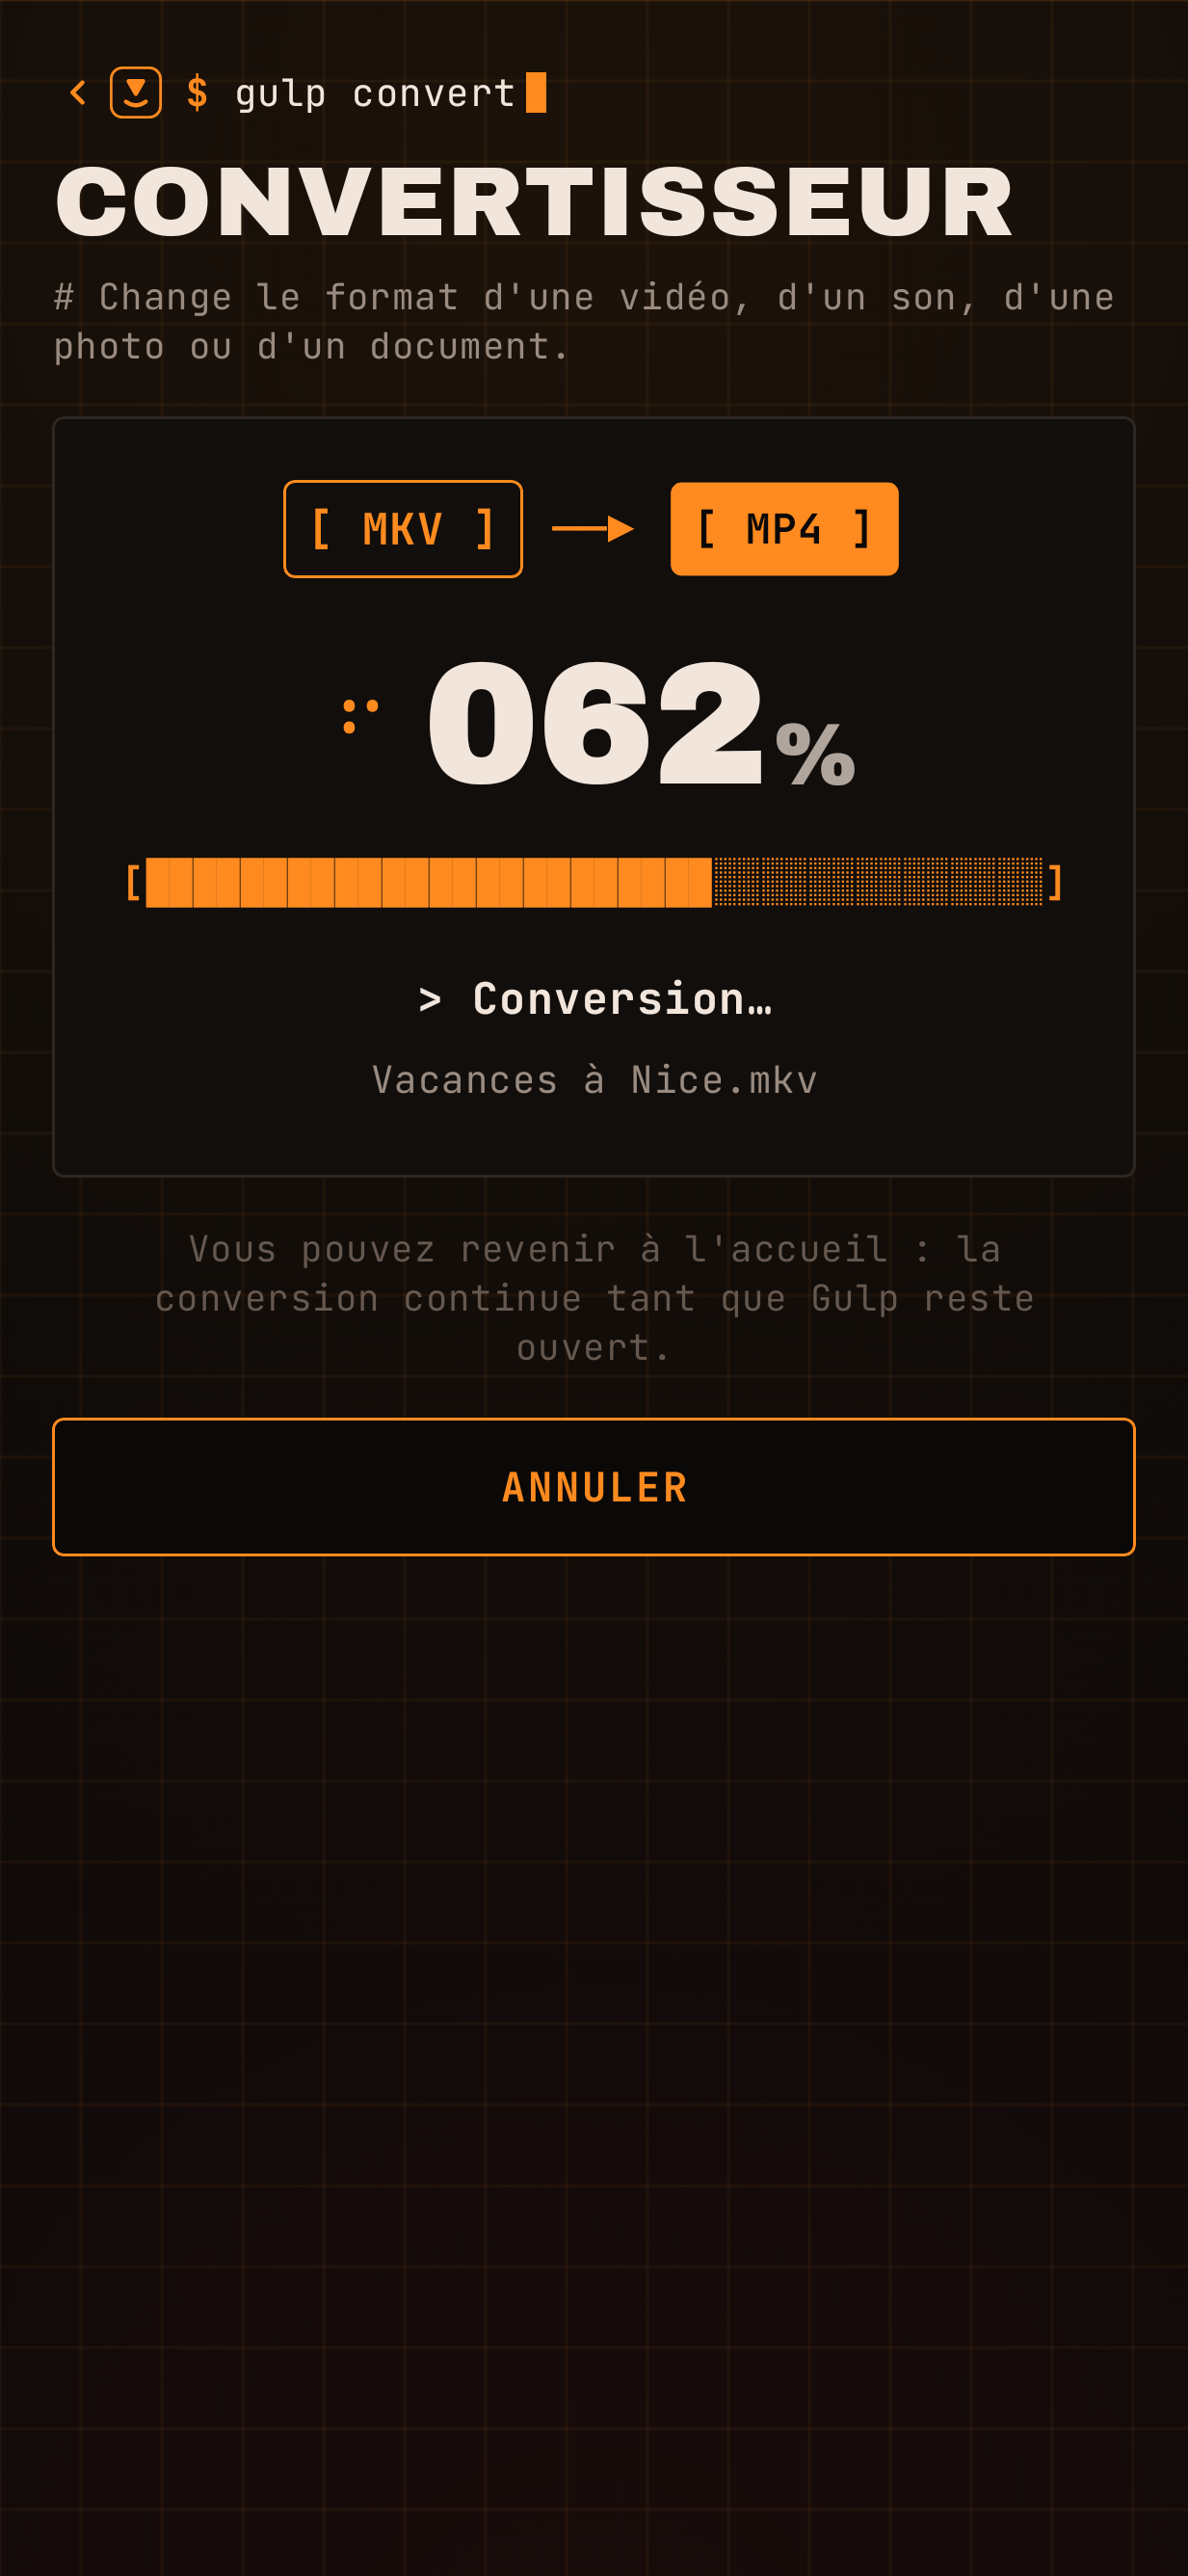 $ gulp convert
CONVERTISSEUR
# Change le format d'une vidéo, d'un son, d'une
photo ou d'un document.
[ MKV ] → [ MP4 ]
062%
[████████████████████████░░░░░░░░░░░░░░]
> Conversion…
Vacances à Nice.mkv
Vous pouvez revenir à l'accueil : la
conversion continue tant que Gulp reste
ouvert.
ANNULER